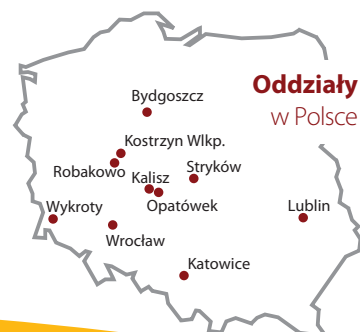 Oddziały
w Polsce
Bydgoszcz
Kostrzyn Wlkp.
Robakowo
Kalisz
Stryków
Opatówek
Wykroty
Lublin
Wrocław
Katowice